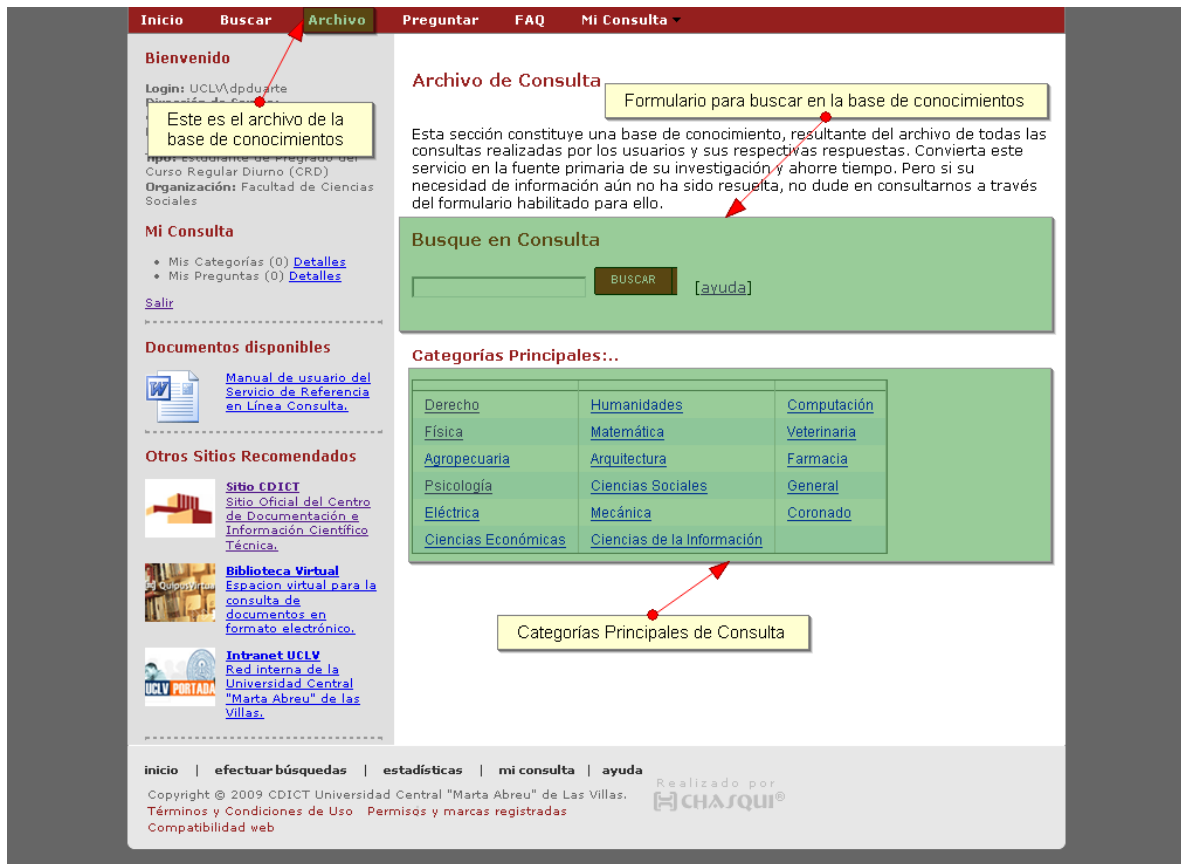 Inicio Buscar Archivo Preguntar FAQ Mi Consulta
Bienvenido
Login: UCLV\dpduarte
Este es el archivo de la
base de conocimientos
Tipo: Estudiante de Pregrado del
Curso Regular Diurno (CRD)
Organización: Facultad de Ciencias
Sociales
Mi Consulta
Mis Categorías (0) Detalles
Mis Preguntas (0) Detalles
Salir
Documentos disponibles
Manual de usuario del
Servicio de Referencia
en Línea Consulta.
Otros Sitios Recomendados
Sitio CDICT
Sitio Oficial del Centro
de Documentación e
Información Científico
Técnica.
Biblioteca Virtual
Espacion virtual para la
consulta de
documentos en
formato electrónico.
Intranet UCLV
Red interna de la
Universidad Central
"Marta Abreu" de las
Villas.
UCLV PORTADA
Archivo de Consulta
Formulario para buscar en la base de conocimientos
Esta sección constituye una base de conocimiento, resultante del archivo de todas las
consultas realizadas por los usuarios y sus respectivas respuestas. Convierta este
servicio en la fuente primaria de su investigación y ahorre tiempo. Pero si su
necesidad de información aún no ha sido resuelta, no dude en consultarnos a través
del formulario habilitado para ello.
Busque en Consulta
BUSCAR [ayuda]
Categorías Principales:..
Derecho Humanidades Computación
Física Matemática Veterinaria
Agropecuaria Arquitectura Farmacia
Psicología Ciencias Sociales General
Eléctrica Mecánica Coronado
Ciencias Económicas Ciencias de la Información
Categorías Principales de Consulta
inicio | efectuar búsquedas | estadísticas | mi consulta | ayuda
Copyright © 2009 CDICT Universidad Central "Marta Abreu" de Las Villas.
Términos y Condiciones de Uso Permisos y marcas registradas
Compatibilidad web
Realizado por
CHASQUI®